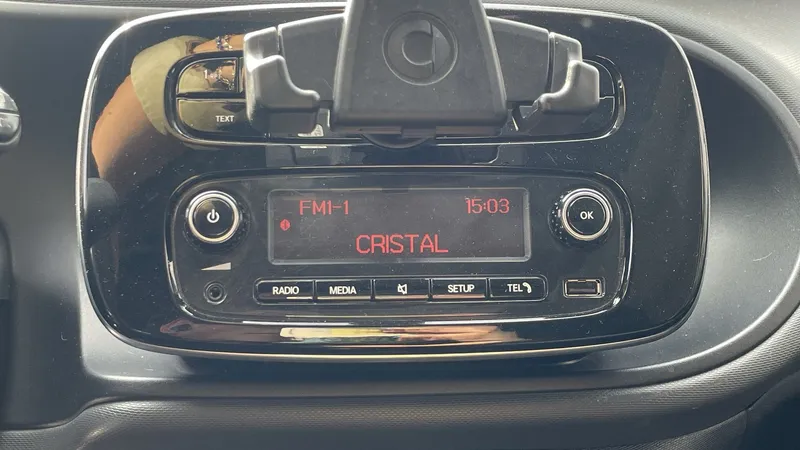 TEXT
FM1-1 15:03
CRISTAL
OK
RADIO MEDIA SETUP TEL